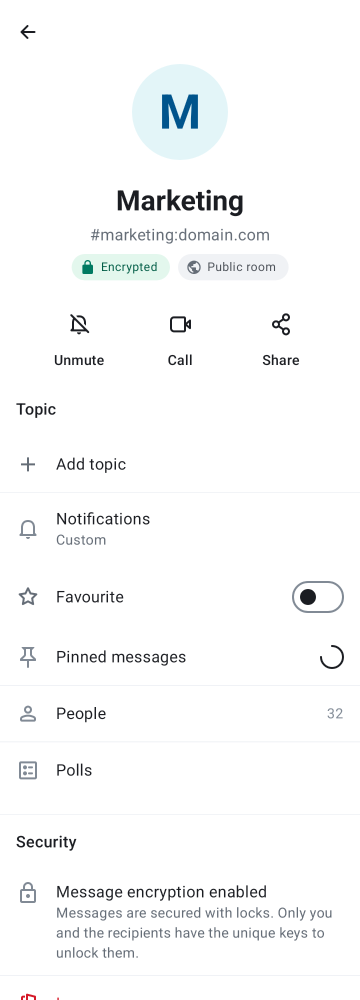 M
Marketing
#marketing:domain.com
Encrypted
Public room
Unmute
Call
Share
Topic
Add topic
Notifications
Custom
Favourite
Pinned messages
People
32
Polls
Security
Message encryption enabled
Messages are secured with locks. Only you
and the recipients have the unique keys to
unlock them.